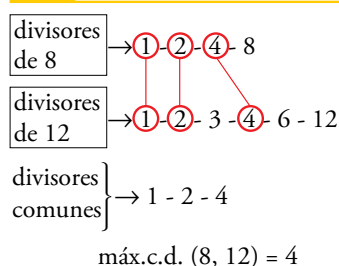 divisores
de 8
→ 1 - 2 - 4 - 8
divisores
de 12
→ 1 - 2 - 3 - 4 - 6 - 12
divisores
comunes
→ 1 - 2 - 4
máx.c.d. (8, 12) = 4